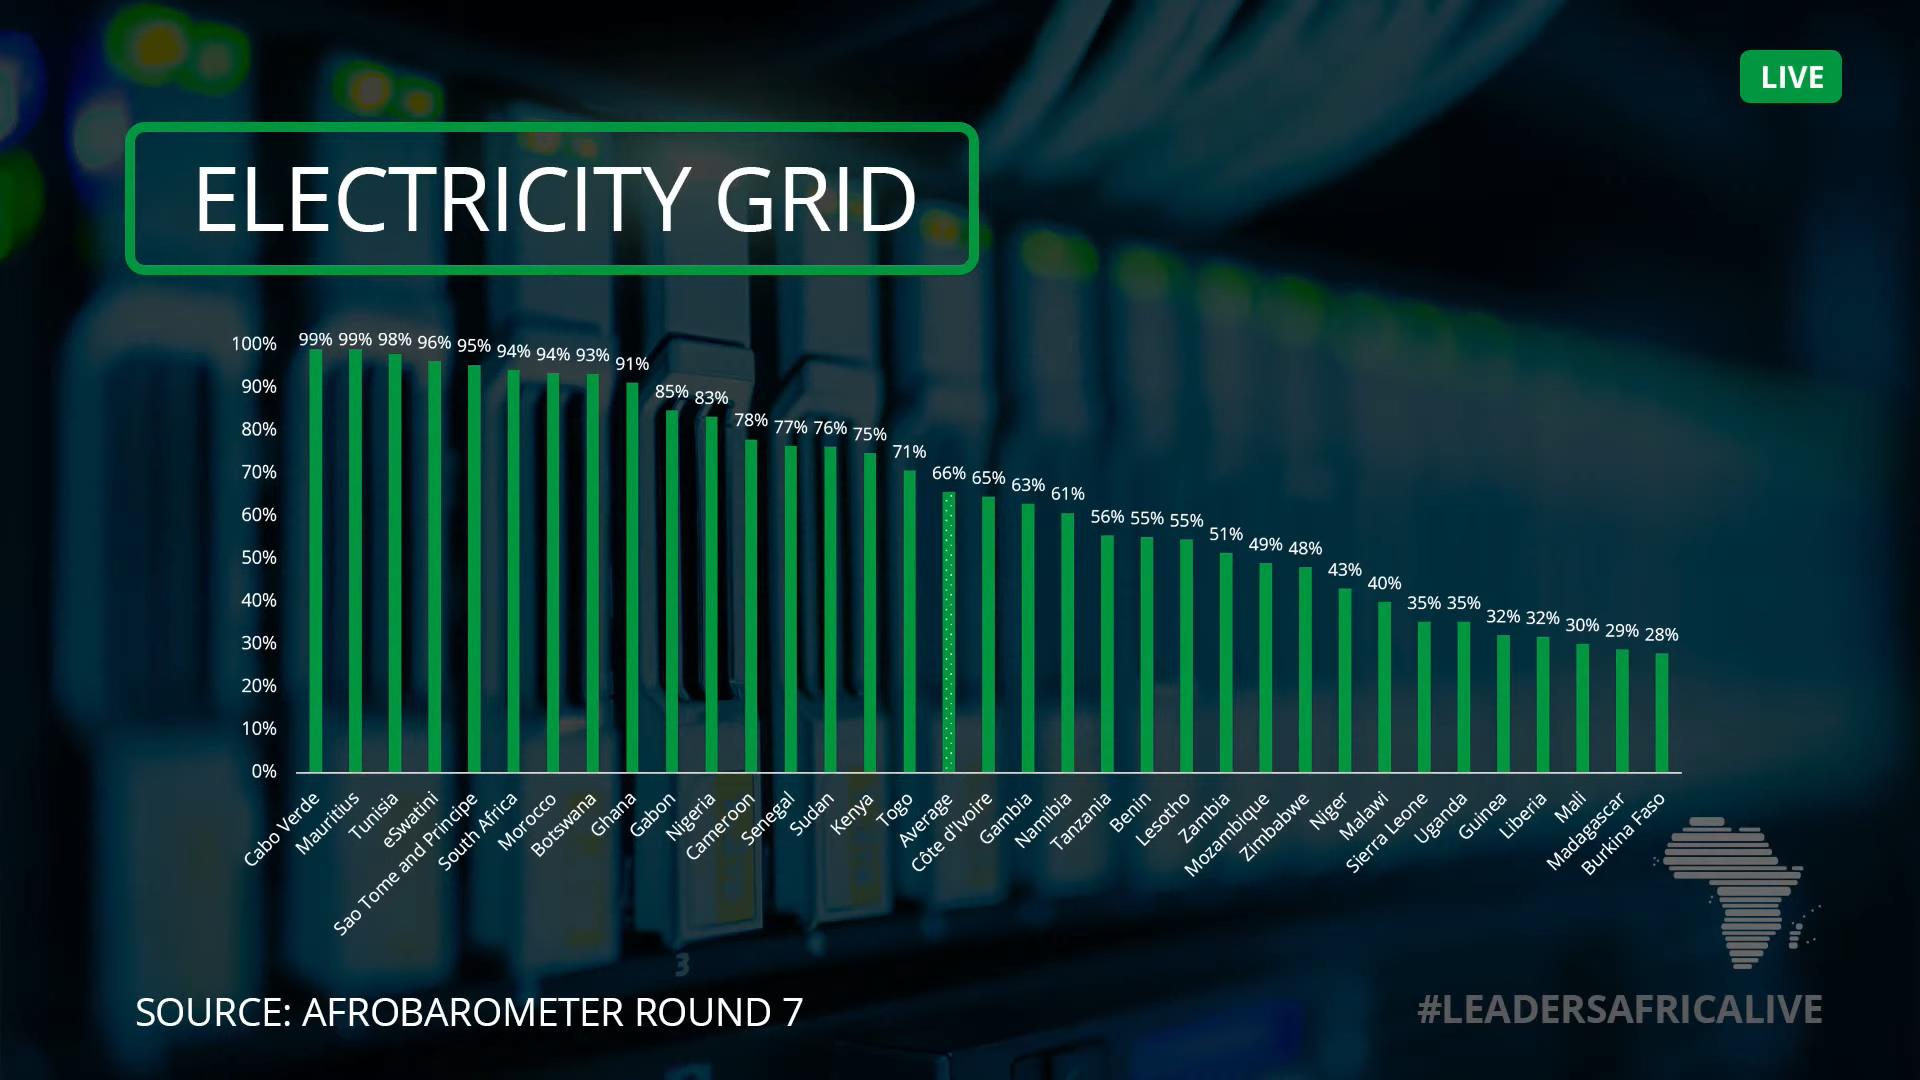 LIVE
ELECTRICITY GRID
100%
90%
80%
70%
60%
50%
40%
30%
20%
10%
0%
99% 99% 98% 96% 95% 94% 94% 93% 91% 85% 83% 78% 77% 76% 75% 71% 66% 65% 63% 61% 56% 55% 55% 51% 49% 48% 43% 40% 35% 35% 32% 32% 30% 29% 28%
Cabo Verde
Mauritius
Tunisia
eSwatini
Sao Tome and Principe
South Africa
Morocco
Botswana
Ghana
Gabon
Nigeria
Cameroon
Senegal
Sudan
Kenya
Togo
Average
Côte d'Ivoire
Gambia
Namibia
Tanzania
Benin
Lesotho
Zambia
Mozambique
Zimbabwe
Niger
Malawi
Sierra Leone
Uganda
Guinea
Liberia
Mali
Madagascar
Burkina Faso
3
SOURCE: AFROBAROMETER ROUND 7
#LEADERSAFRICALIVE